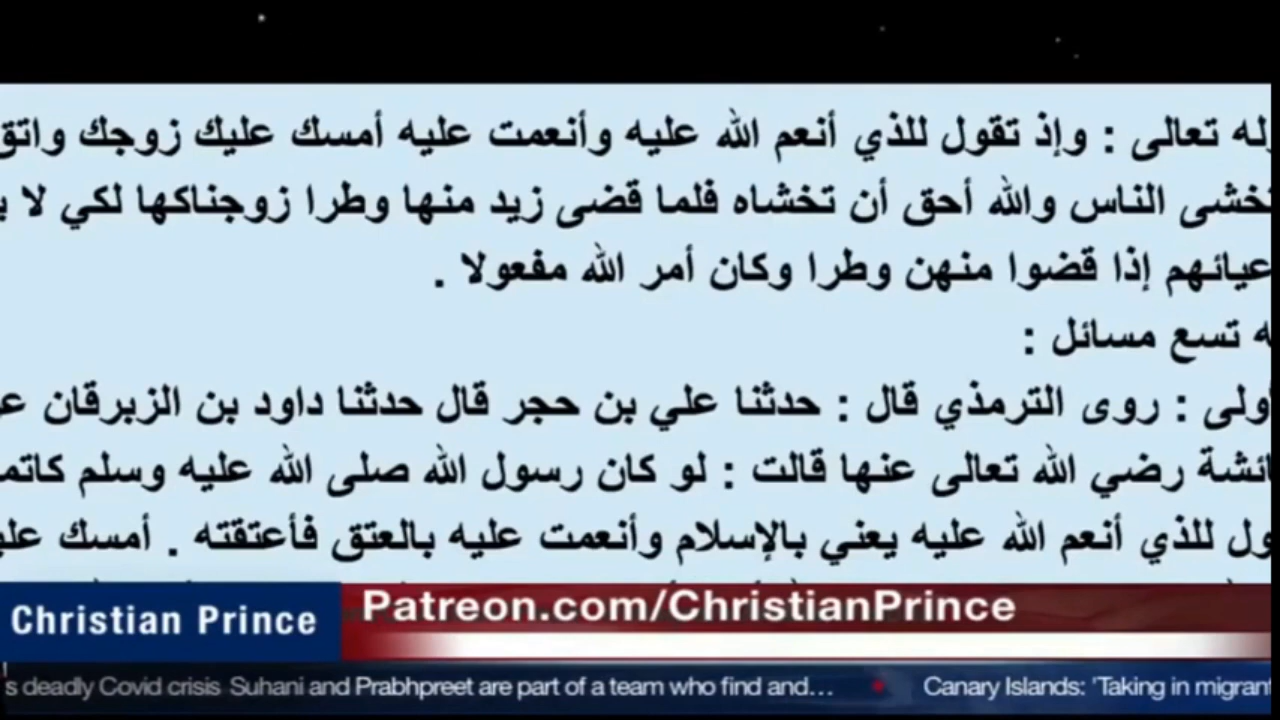 وله تعالى : وإذ تقول للذي أنعم الله عليه وأنعمت عليه أمسك عليك زوجك واتق
تخشى الناس والله أحق أن تخشاه فلما قضى زيد منها وطرا زوجناكها لكي لا
عيائهم إذا قضوا منهن وطرا وكان أمر الله مفعولا .
ه تسع مسائل :
أولى : روى الترمذي قال : حدثنا علي بن حجر قال حدثنا داود بن الزبرقان
ائشة رضي الله تعالى عنها قالت : لو كان رسول الله صلى الله عليه وسلم كاتما
ول للذي أنعم الله عليه يعني بالإسلام وأنعمت عليه بالعتق فأعتقته . أمسك
Christian Prince
Patreon.com/ChristianPrince
s deadly Covid crisis Suhani and Prabhpreet are part of a team who find and... Canary Islands: 'Taking in migrant